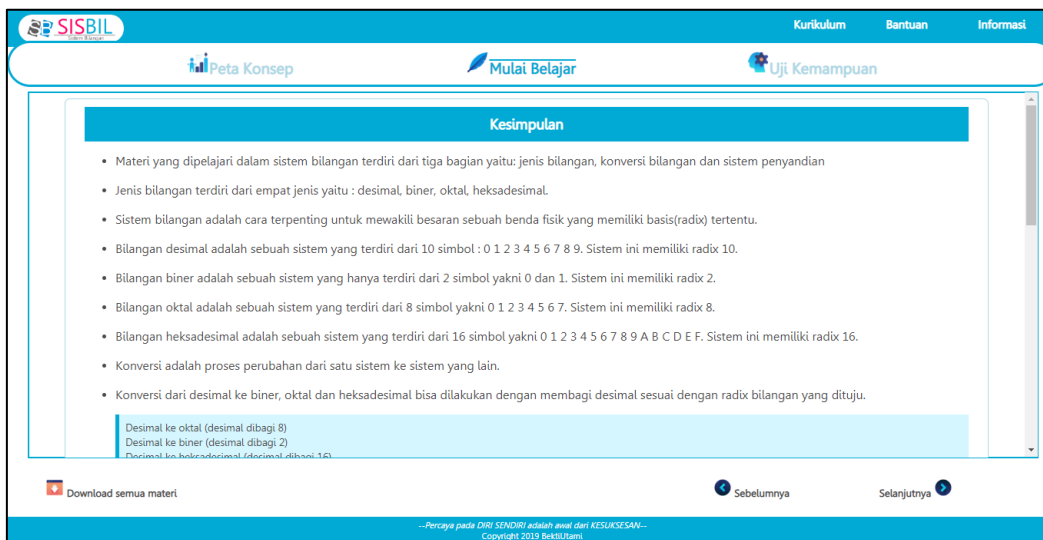 SISBIL
Sistem Bilangan
Kurikulum Bantuan Informasi
Peta Konsep Mulai Belajar Uji Kemampuan
Kesimpulan
• Materi yang dipelajari dalam sistem bilangan terdiri dari tiga bagian yaitu: jenis bilangan, konversi bilangan dan sistem penyandian
• Jenis bilangan terdiri dari empat jenis yaitu : desimal, biner, oktal, heksadesimal.
• Sistem bilangan adalah cara terpenting untuk mewakili besaran sebuah benda fisik yang memiliki basis(radix) tertentu.
• Bilangan desimal adalah sebuah sistem yang terdiri dari 10 simbol : 0 1 2 3 4 5 6 7 8 9. Sistem ini memiliki radix 10.
• Bilangan biner adalah sebuah sistem yang hanya terdiri dari 2 simbol yakni 0 dan 1. Sistem ini memiliki radix 2.
• Bilangan oktal adalah sebuah sistem yang terdiri dari 8 simbol yakni 0 1 2 3 4 5 6 7. Sistem ini memiliki radix 8.
• Bilangan heksadesimal adalah sebuah sistem yang terdiri dari 16 simbol yakni 0 1 2 3 4 5 6 7 8 9 A B C D E F. Sistem ini memiliki radix 16.
• Konversi adalah proses perubahan dari satu sistem ke sistem yang lain.
• Konversi dari desimal ke biner, oktal dan heksadesimal bisa dilakukan dengan membagi desimal sesuai dengan radix bilangan yang dituju.
Desimal ke oktal (desimal dibagi 8)
Desimal ke biner (desimal dibagi 2)
Desimal ke heksadesimal (desimal dibagi 16)
Download semua materi Sebelumnya Selanjutnya
--Percaya pada DIRI SENDIRI adalah awal dari KESUKSESAN--
Copyright 2019 BektiUtami